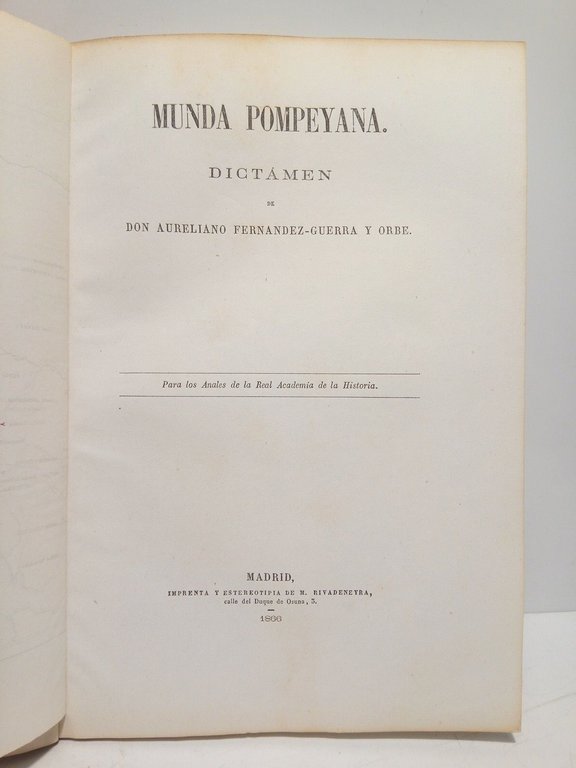 MUNDA POMPEYANA.
DICTÁMEN
DE
DON AURELIANO FERNANDEZ-GUERRA Y ORBE.
Para los Anales de la Real Academia de la Historia.
MADRID,
IMPRENTA Y ESTEREOTIPIA DE M. RIVADENEYRA,
calle del Duque de Osuna, 3.
1866